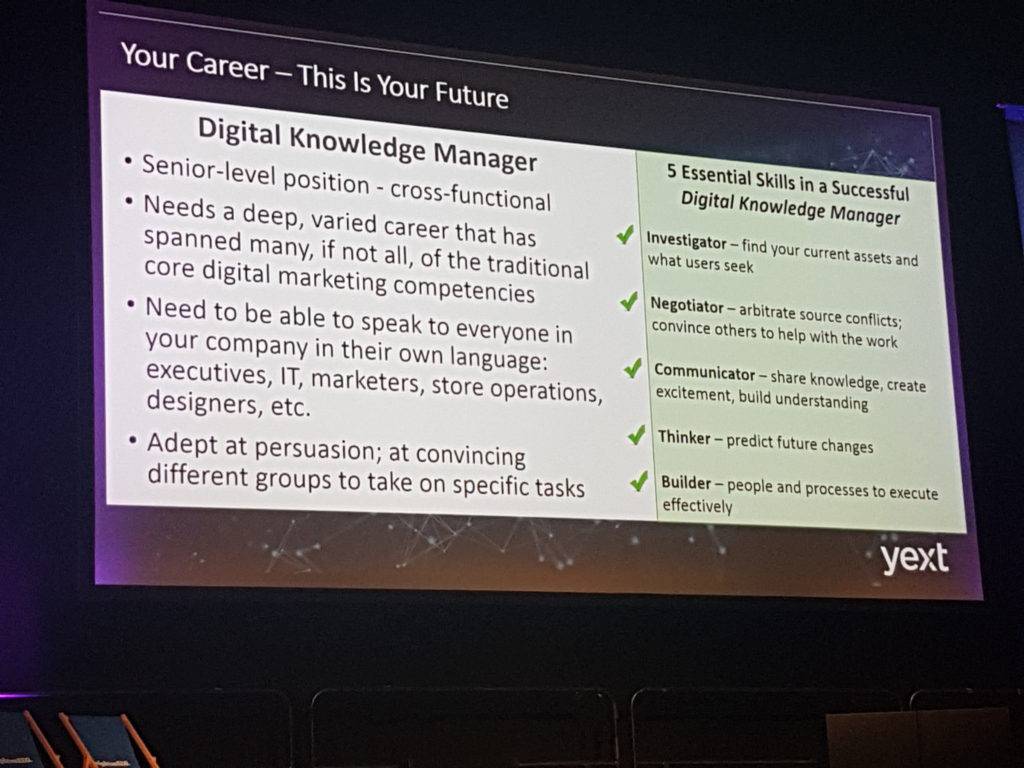 Your Career – This Is Your Future
Digital Knowledge Manager
• Senior-level position - cross-functional
• Needs a deep, varied career that has
spanned many, if not all, of the traditional
core digital marketing competencies
• Need to be able to speak to everyone in
your company in their own language:
executives, IT, marketers, store operations,
designers, etc.
• Adept at persuasion; at convincing
different groups to take on specific tasks
5 Essential Skills in a Successful
Digital Knowledge Manager
Investigator – find your current assets and
what users seek
Negotiator – arbitrate source conflicts;
convince others to help with the work
Communicator – share knowledge, create
excitement, build understanding
Thinker – predict future changes
Builder – people and processes to execute
effectively
yext